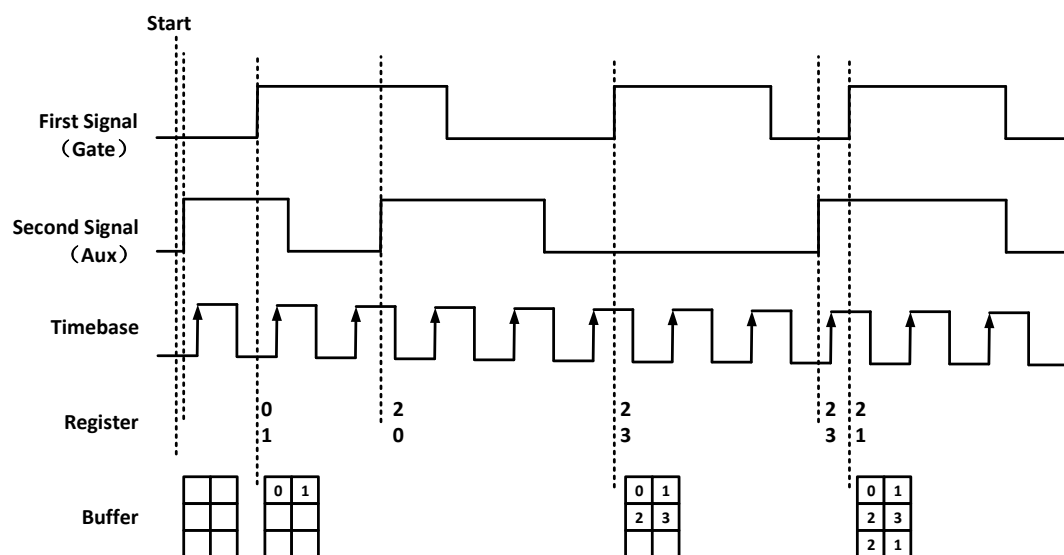 Start
First Signal
（Gate）
Second Signal
（Aux）
Timebase
Register
0 2 2 2 2
1 0 3 3 1
Buffer
0 1 0 1 0 1
2 3 2 3
2 1